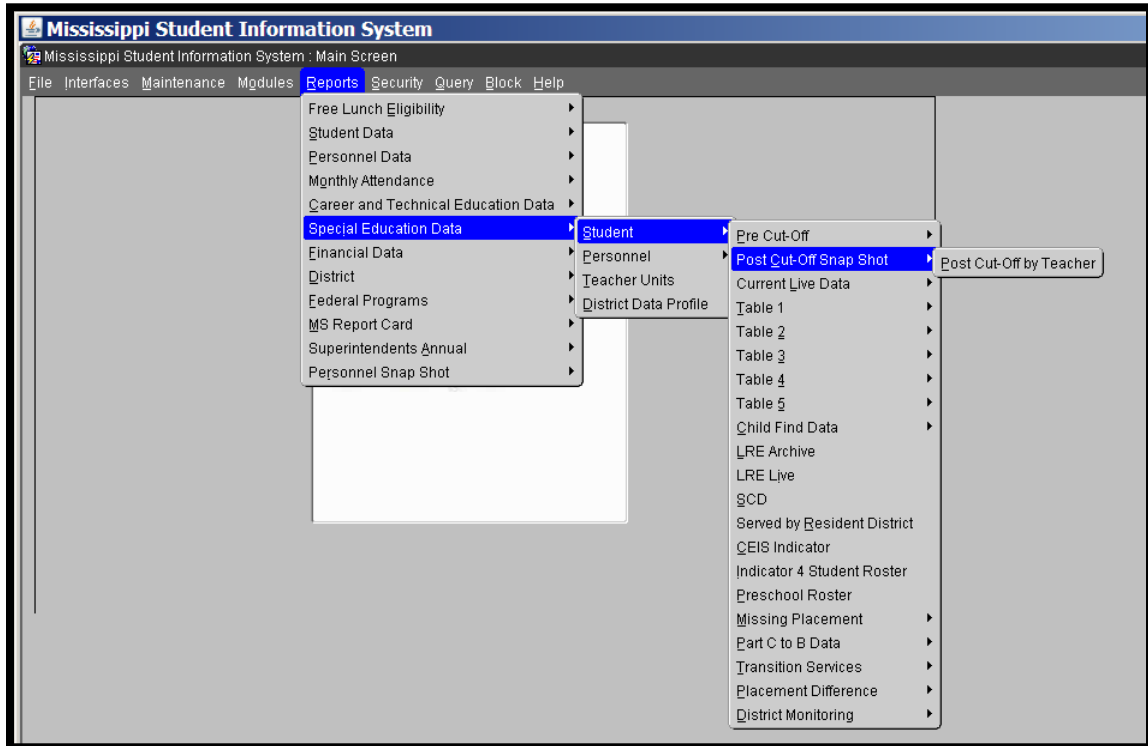 Mississippi Student Information System
Mississippi Student Information System : Main Screen
File Interfaces Maintenance Modules Reports Security Query Block Help
Free Lunch Eligibility
Student Data
Personnel Data
Monthly Attendance
Career and Technical Education Data
Special Education Data
Financial Data
District
Federal Programs
MS Report Card
Superintendents Annual
Personnel Snap Shot
Student
Personnel
Teacher Units
District Data Profile
Pre Cut-Off
Post Cut-Off Snap Shot
Current Live Data
Table 1
Table 2
Table 3
Table 4
Table 5
Child Find Data
LRE Archive
LRE Live
SCD
Served by Resident District
CEIS Indicator
Indicator 4 Student Roster
Preschool Roster
Missing Placement
Part C to B Data
Transition Services
Placement Difference
District Monitoring
Post Cut-Off by Teacher